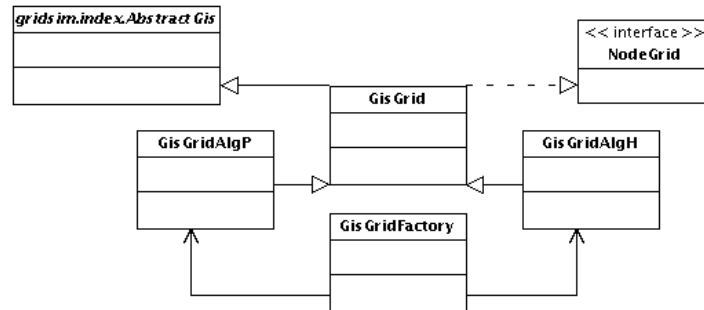 gridsim.index.AbstractGis
<< interface >>
NodeGrid
GisGrid
GisGridAlgP
GisGridAlgH
GisGridFactory